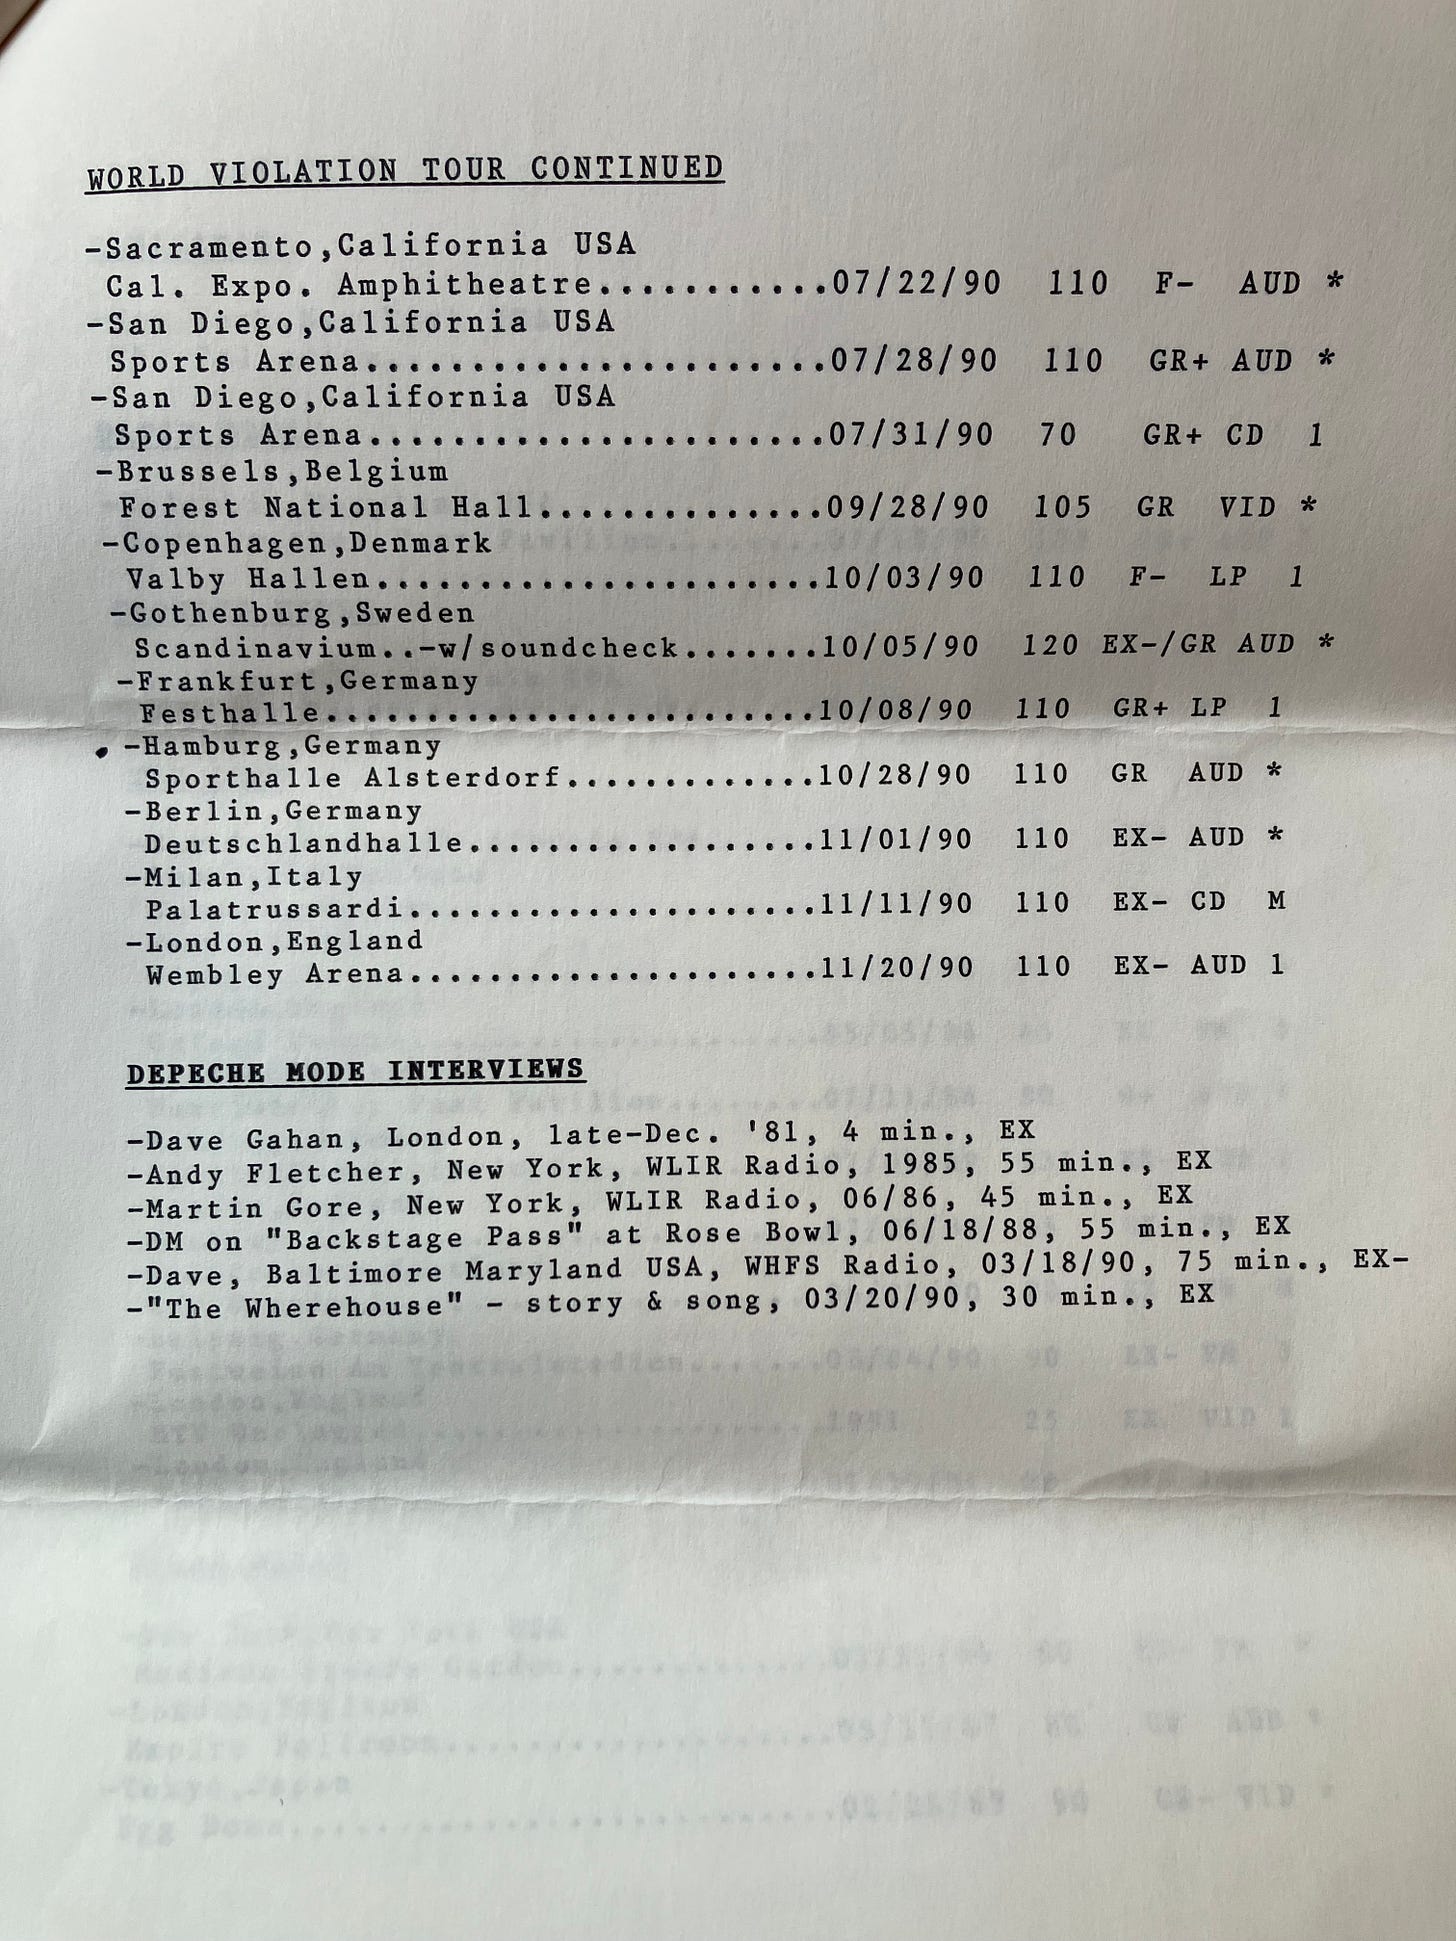 WORLD VIOLATION TOUR CONTINUED
-Sacramento,California USA
Cal. Expo. Amphitheatre...........07/22/90 110 F- AUD *
-San Diego,California USA
Sports Arena......................07/28/90 110 GR+ AUD *
-San Diego,California USA
Sports Arena......................07/31/90 70 GR+ CD 1
-Brussels,Belgium
Forest National Hall..............09/28/90 105 GR VID *
-Copenhagen,Denmark
Valby Hallen......................10/03/90 110 F- LP 1
-Gothenburg,Sweden
Scandinavium..-w/soundcheck.......10/05/90 120 EX-/GR AUD *
-Frankfurt,Germany
Festhalle.........................10/08/90 110 GR+ LP 1
-Hamburg,Germany
Sporthalle Alsterdorf.............10/28/90 110 GR AUD *
-Berlin,Germany
Deutschlandhalle..................11/01/90 110 EX- AUD *
-Milan,Italy
Palatrussardi.....................11/11/90 110 EX- CD M
-London,England
Wembley Arena.....................11/20/90 110 EX- AUD 1
DEPECHE MODE INTERVIEWS
-Dave Gahan, London, late-Dec. '81, 4 min., EX
-Andy Fletcher, New York, WLIR Radio, 1985, 55 min., EX
-Martin Gore, New York, WLIR Radio, 06/86, 45 min., EX
-DM on "Backstage Pass" at Rose Bowl, 06/18/88, 55 min., EX
-Dave, Baltimore Maryland USA, WHFS Radio, 03/18/90, 75 min., EX-
-"The Wherehouse" - story & song, 03/20/90, 30 min., EX